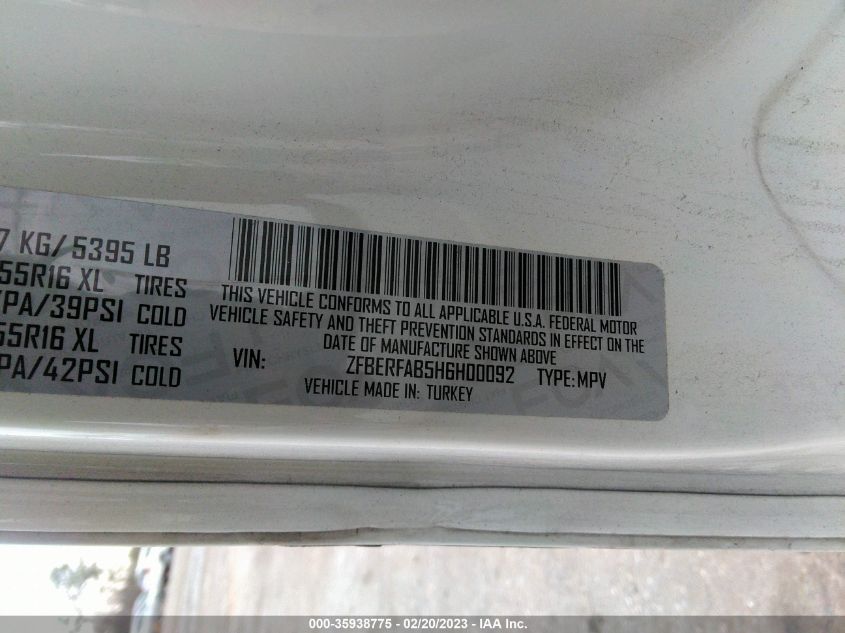 7 KG/5395 LB
55R16 XL TIRES
PA/39PSI COLD
55R16 XL TIRES
PA/42PSI COLD
THIS VEHICLE CONFORMS TO ALL APPLICABLE U.S.A. FEDERAL MOTOR
VEHICLE SAFETY AND THEFT PREVENTION STANDARDS IN EFFECT ON THE
DATE OF MANUFACTURE SHOWN ABOVE
VIN: ZFBERFAB5H6H00092 TYPE:MPV
VEHICLE MADE IN: TURKEY
000-35938775 — 02/20/2023 — IAA Inc.